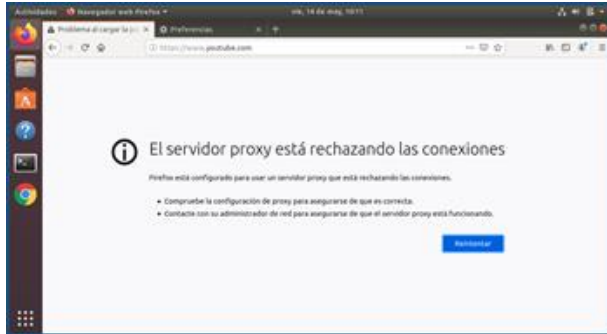 Actividades Navegador web Firefox vie, 14 de may, 10:11
Problema al cargar la p Preferencias
https://www.youtube.com
El servidor proxy está rechazando las conexiones
Firefox está configurado para usar un servidor proxy que está rechazando las conexiones.
Compruebe la configuración de proxy para asegurarse de que es correcta.
Contacte con su administrador de red para asegurarse de que el servidor proxy está funcionando.
Reintentar